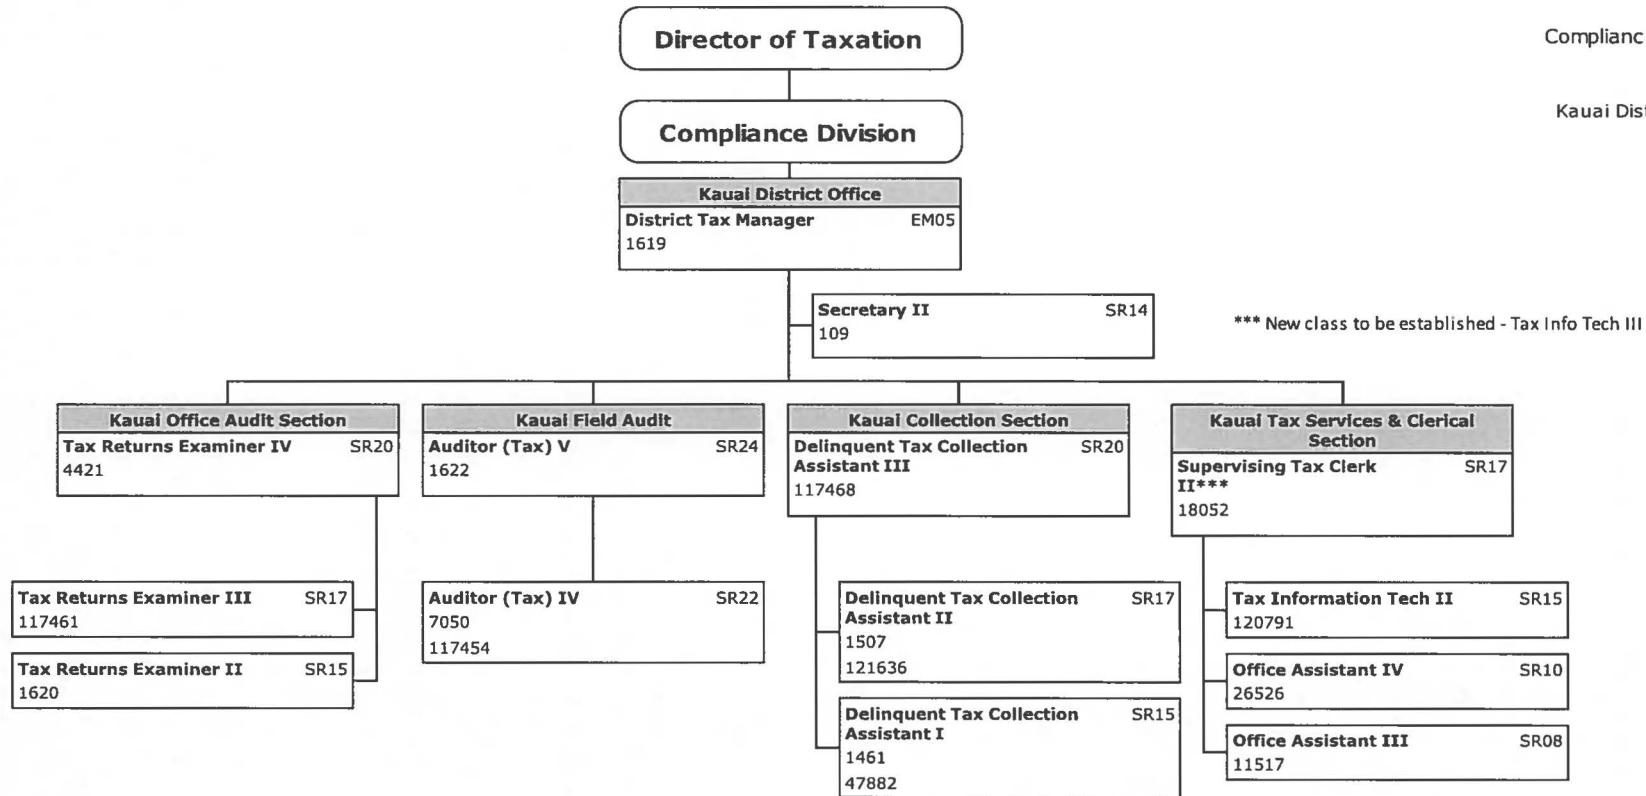 Director of Taxation
Complianc
Compliance Division
Kauai Dist
Kauai District Office
District Tax Manager EM05
1619
Secretary II SR14
109
*** New class to be established - Tax Info Tech III
Kauai Office Audit Section
Tax Returns Examiner IV SR20
4421
Tax Returns Examiner III SR17
117461
Tax Returns Examiner II SR15
1620
Kauai Field Audit
Auditor (Tax) V SR24
1622
Auditor (Tax) IV SR22
7050
117454
Kauai Collection Section
Delinquent Tax Collection SR20
Assistant III
117468
Delinquent Tax Collection SR17
Assistant II
1507
121636
Delinquent Tax Collection SR15
Assistant I
1461
47882
Kauai Tax Services & Clerical
Section
Supervising Tax Clerk SR17
II***
18052
Tax Information Tech II SR15
120791
Office Assistant IV SR10
26526
Office Assistant III SR08
11517